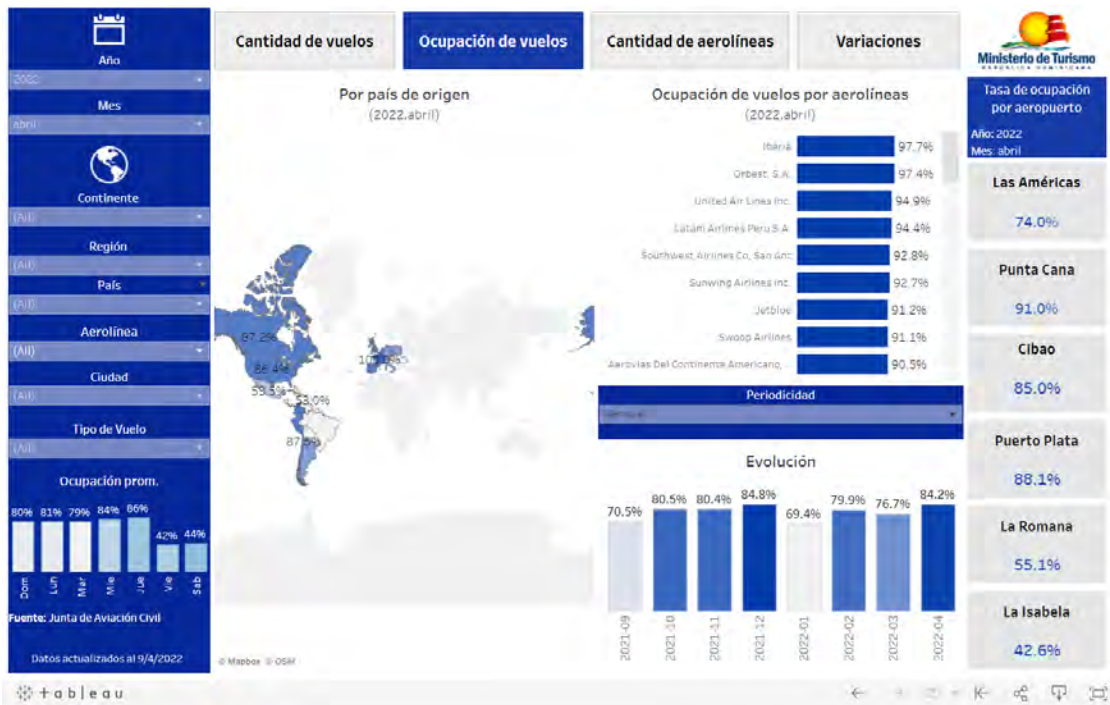 Año
2022
Mes
abril
Continente
(All)
Región
(All)
País
(All)
Aerolínea
(All)
Ciudad
(All)
Tipo de Vuelo
(All)
Ocupación prom.
80% 81% 79% 84% 86% 42% 44%
Dom Lun Mar Mie Jue Vie Sab
Fuente: Junta de Aviación Civil
Datos actualizados al 9/4/2022
Cantidad de vuelos
Ocupación de vuelos
Cantidad de aerolíneas
Variaciones
Por país de origen
(2022,abril)
87.2%
86.4%
53.5%
53.0%
© Mapbox © OSM
Ocupación de vuelos por aerolíneas
(2022,abril)
Iberia 97.7%
Orbest, S.A. 97.4%
United Air Lines Inc. 94.9%
Latam Airlines Peru S.A. 94.4%
Southwest Airlines Co, San Ant.. 92.8%
Sunwing Airlines Inc. 92.7%
Jetblue 91.2%
Swoop Airlines 91.1%
Aerovias Del Continente Americano, .. 90.5%
Periodicidad
Evolución
70.5% 80.5% 80.4% 84.8% 69.4% 79.9% 76.7% 84.2%
2021-09 2021-10 2021-11 2021-12 2022-01 2022-02 2022-03 2022-04
Ministerio de Turismo
REPÚBLICA DOMINICANA
Tasa de ocupación
por aeropuerto
Año: 2022
Mes: abril
Las Américas
74.0%
Punta Cana
91.0%
Cibao
85.0%
Puerto Plata
88.1%
La Romana
55.1%
La Isabela
42.6%
+ableau